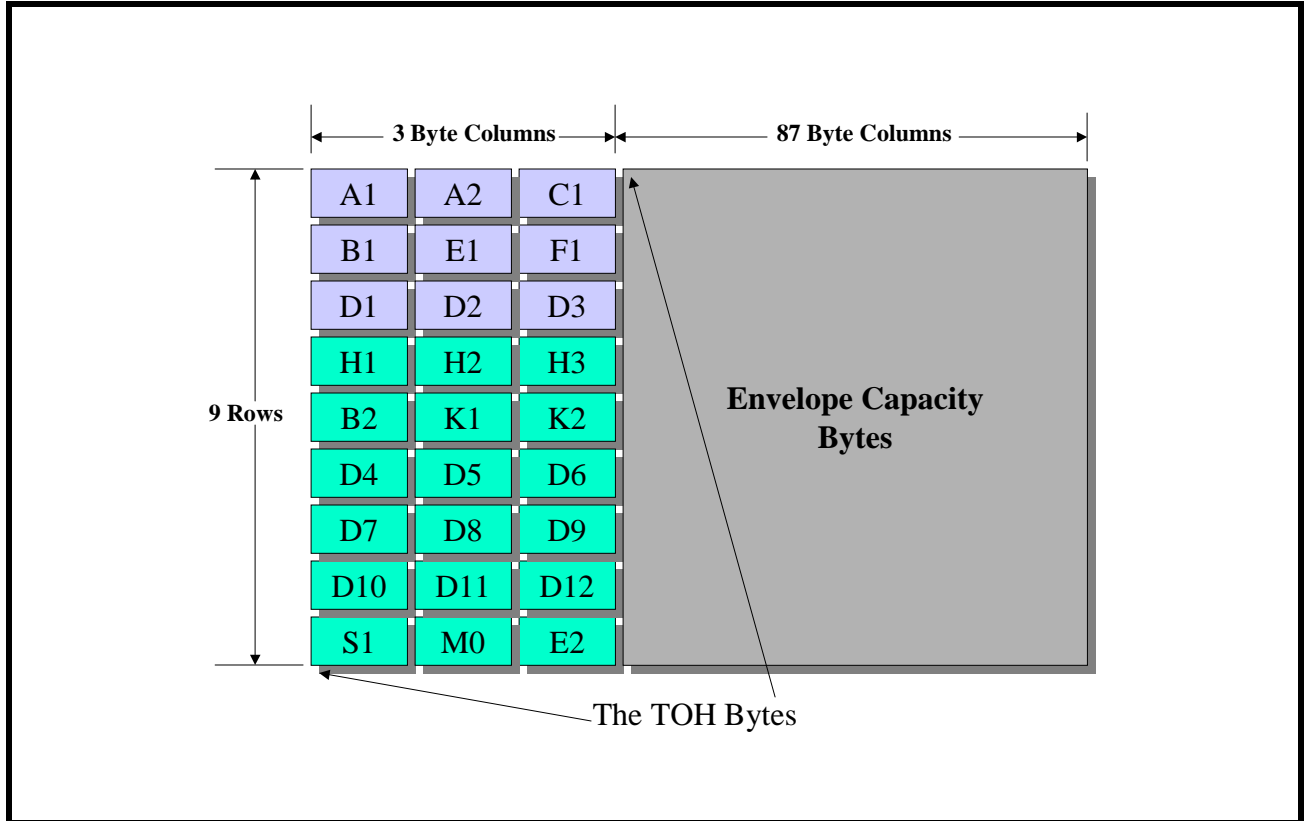 3 Byte Columns 87 Byte Columns
A1 A2 C1
B1 E1 F1
D1 D2 D3
H1 H2 H3
9 Rows
B2 K1 K2
Envelope Capacity
Bytes
D4 D5 D6
D7 D8 D9
D10 D11 D12
S1 M0 E2
The TOH Bytes